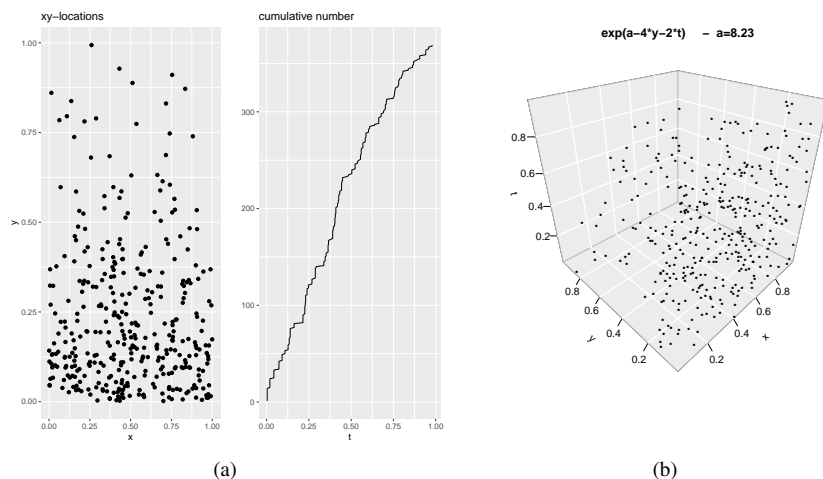 xy−locations
cumulative number
exp(a−4*y−2*t) − a=8.23
1.00
0.75
0.50
0.25
0.00
y
0.00 0.25 0.50 0.75 1.00
x
300
200
100
0
0.00 0.25 0.50 0.75 1.00
t
0.8
0.6
0.4
0.2
t
0.8
0.6
0.4
0.2
y
0.2
0.4
0.6
0.8
x
(a)
(b)